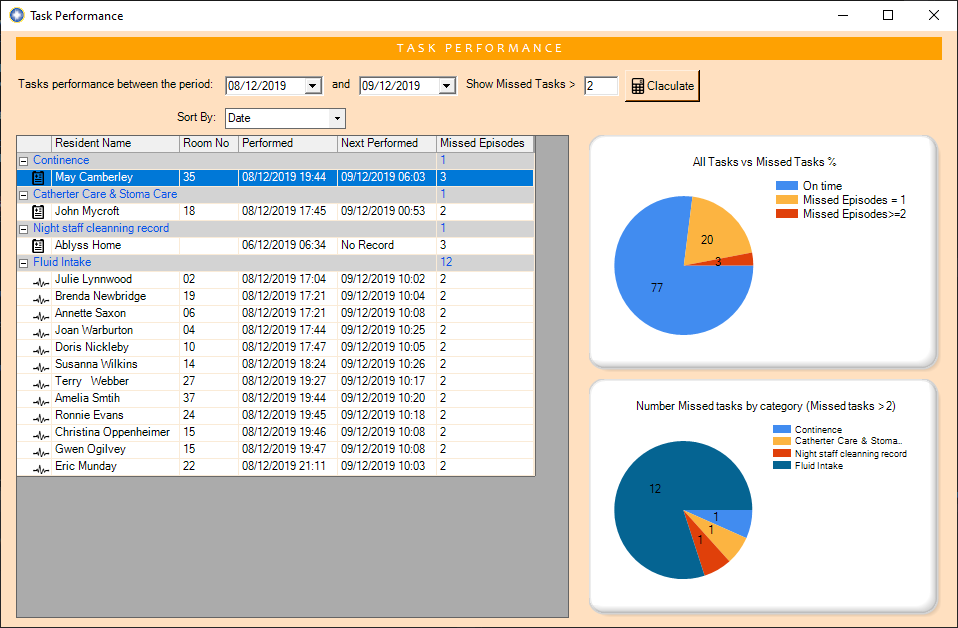 Task Performance
TASK PERFORMANCE
Tasks performance between the period: 08/12/2019 and 09/12/2019 Show Missed Tasks > 2 Claculate
Sort By: Date
Resident Name Room No Performed Next Performed Missed Episodes
Continence 1
May Camberley 35 08/12/2019 19:44 09/12/2019 06:03 3
Catherter Care & Stoma Care 1
John Mycroft 18 08/12/2019 17:45 09/12/2019 00:53 2
Night staff cleanning record 1
Ablyss Home 06/12/2019 06:34 No Record 3
Fluid Intake 12
Julie Lynnwood 02 08/12/2019 17:04 09/12/2019 10:02 2
Brenda Newbridge 19 08/12/2019 17:21 09/12/2019 10:04 2
Annette Saxon 06 08/12/2019 17:21 09/12/2019 10:08 2
Joan Warburton 04 08/12/2019 17:44 09/12/2019 10:25 2
Doris Nickleby 10 08/12/2019 17:47 09/12/2019 10:05 2
Susanna Wilkins 14 08/12/2019 18:24 09/12/2019 10:26 2
Terry Webber 27 08/12/2019 19:27 09/12/2019 10:17 2
Amelia Smtih 37 08/12/2019 19:44 09/12/2019 10:20 2
Ronnie Evans 24 08/12/2019 19:45 09/12/2019 10:18 2
Christina Oppenheimer 15 08/12/2019 19:46 09/12/2019 10:08 2
Gwen Ogilvey 15 08/12/2019 19:47 09/12/2019 10:08 2
Eric Munday 22 08/12/2019 21:11 09/12/2019 10:03 2
All Tasks vs Missed Tasks %
On time
Missed Episodes = 1
Missed Episodes>=2
20
3
77
Number Missed tasks by category (Missed tasks > 2)
Continence
Catherter Care & Stoma..
Night staff cleanning record
Fluid Intake
12
1
1
1